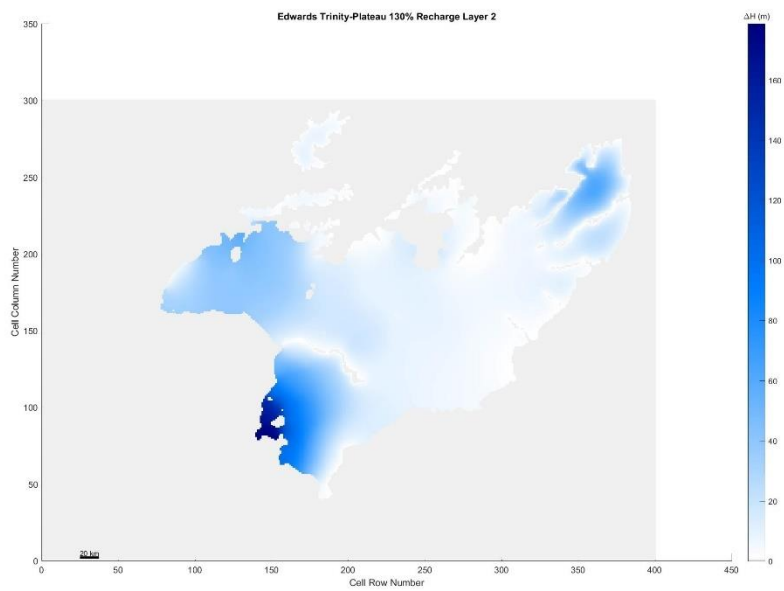 Edwards Trinity-Plateau 130% Recharge Layer 2
ΔH (m)
350
300
250
200
150
100
50
0
Cell Column Number
20 km
0 50 100 150 200 250 300 350 400 450
Cell Row Number
160
140
120
100
80
60
40
20
0